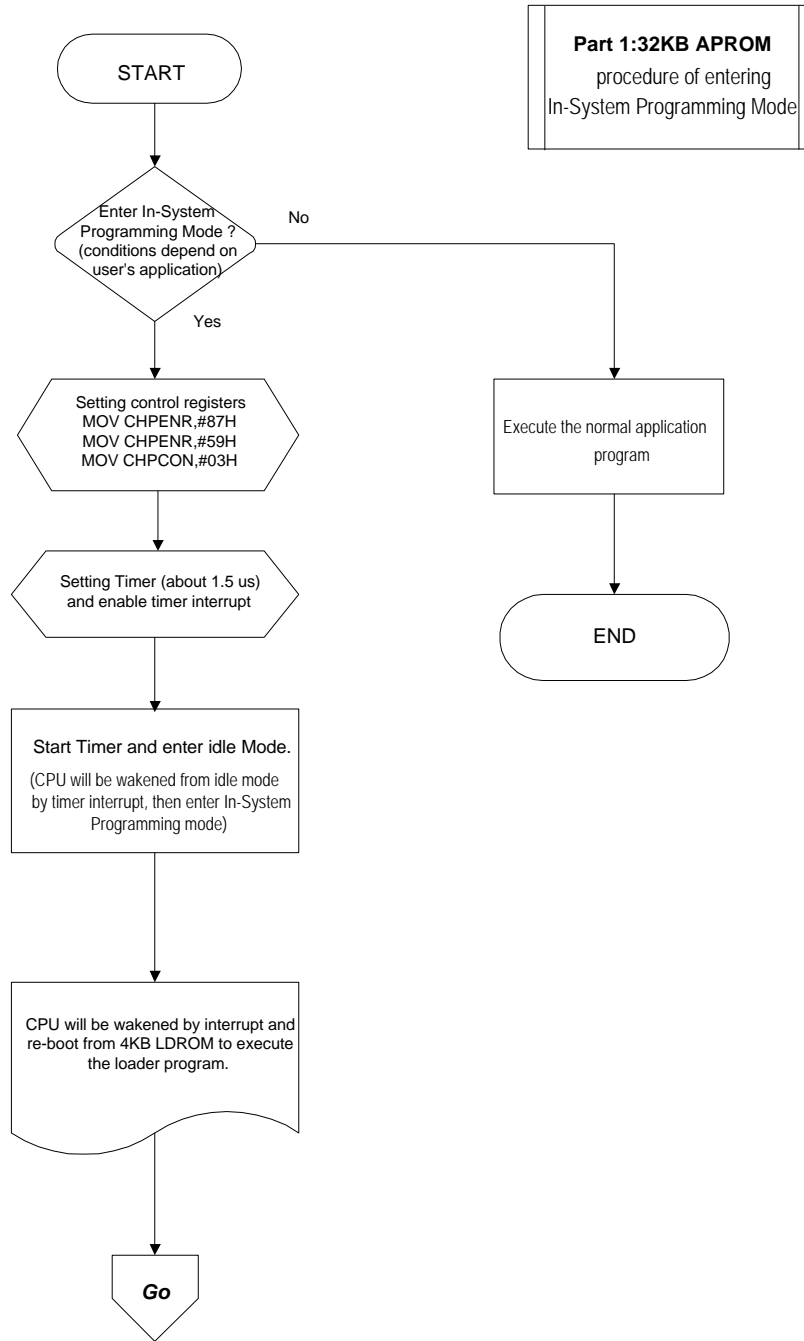 Part 1:32KB APROM
procedure of entering
In-System Programming Mode
START
Enter In-System
Programming Mode ?
(conditions depend on
user's application)
No
Yes
Setting control registers
MOV CHPENR,#87H
MOV CHPENR,#59H
MOV CHPCON,#03H
Execute the normal application
program
Setting Timer (about 1.5 us)
and enable timer interrupt
END
Start Timer and enter idle Mode.
(CPU will be wakened from idle mode
by timer interrupt, then enter In-System
Programming mode)
CPU will be wakened by interrupt and
re-boot from 4KB LDROM to execute
the loader program.
Go